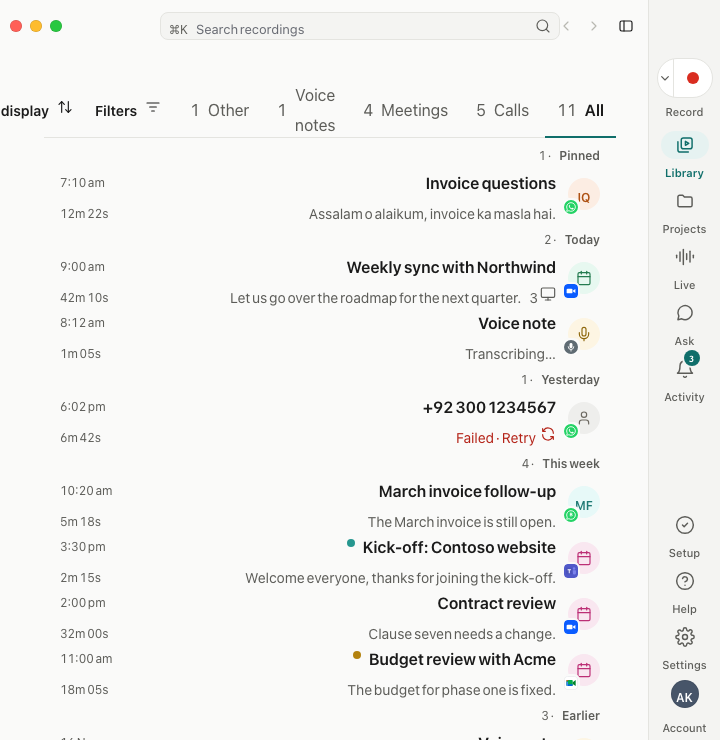 ⌘K Search recordings
Record
Library
Projects
Live
Ask
3
Activity
Setup
Help
Settings
AK
Account
All 11
Calls 5
Meetings 4
Voice notes 1
Other 1
Filters
display
Pinned · 1
IQ
Invoice questions
7:10 am
Assalam o alaikum, invoice ka masla hai.
12m 22s
Today · 2
Weekly sync with Northwind
9:00 am
Let us go over the roadmap for the next quarter. 3
42m 10s
Voice note
8:12 am
Transcribing...
1m 05s
Yesterday · 1
+92 300 1234567
6:02 pm
Failed · Retry
6m 42s
This week · 4
MF
March invoice follow-up
10:20 am
The March invoice is still open.
5m 18s
Kick-off: Contoso website
3:30 pm
Welcome everyone, thanks for joining the kick-off.
2m 15s
Contract review
2:00 pm
Clause seven needs a change.
32m 00s
Budget review with Acme
11:00 am
The budget for phase one is fixed.
18m 05s
Earlier · 3